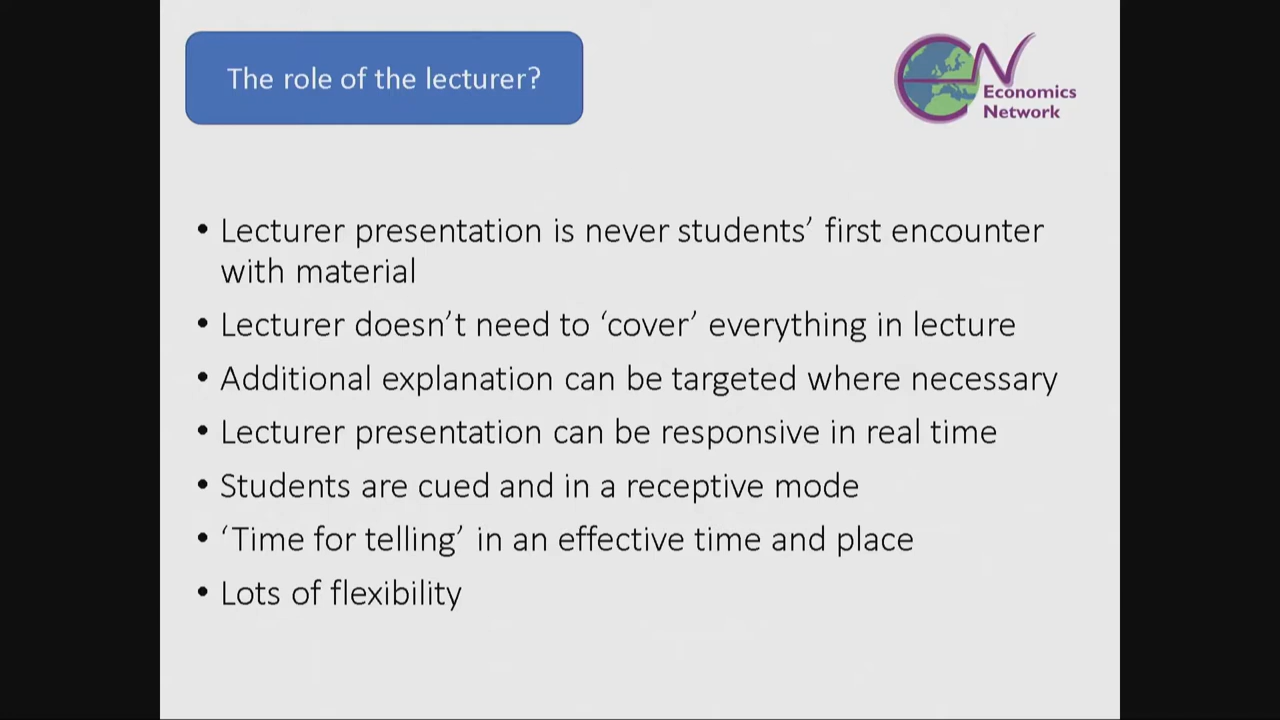 The role of the lecturer?
Economics
Network
• Lecturer presentation is never students’ first encounter
with material
• Lecturer doesn’t need to ‘cover’ everything in lecture
• Additional explanation can be targeted where necessary
• Lecturer presentation can be responsive in real time
• Students are cued and in a receptive mode
• ‘Time for telling’ in an effective time and place
• Lots of flexibility